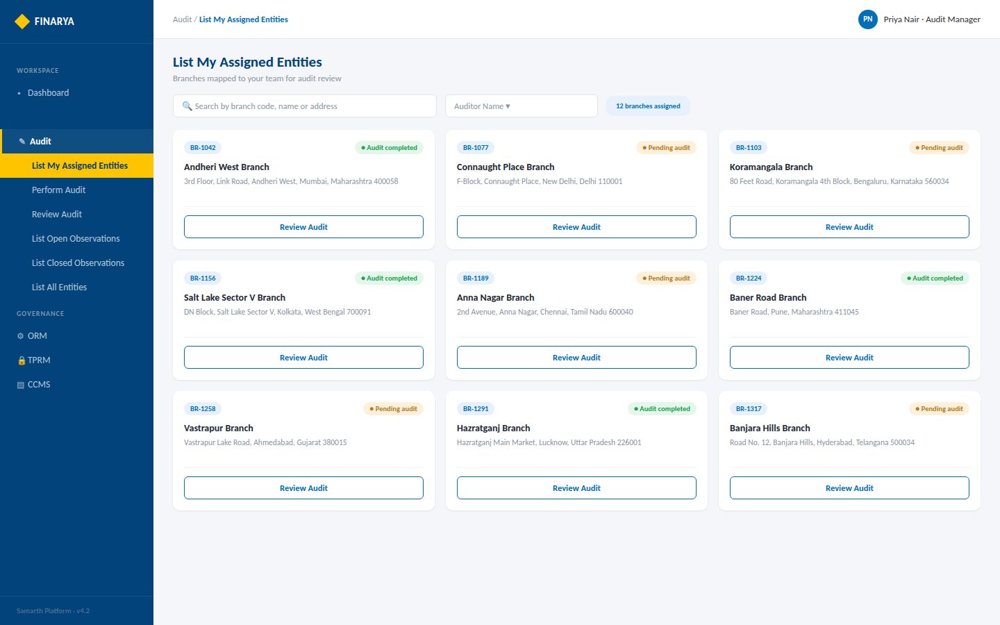 FINARYA
Audit / List My Assigned Entities
PN
Priya Nair · Audit Manager
WORKSPACE
Dashboard
Audit
List My Assigned Entities
Perform Audit
Review Audit
List Open Observations
List Closed Observations
List All Entities
GOVERNANCE
ORM
TPRM
CCMS
Samarth Platform - v4.2
List My Assigned Entities
Branches mapped to your team for audit review
Search by branch code, name or address
Auditor Name ▾
12 branches assigned
BR-1042
Audit completed
Andheri West Branch
3rd Floor, Link Road, Andheri West, Mumbai, Maharashtra 400058
Review Audit
BR-1077
Pending audit
Connaught Place Branch
F-Block, Connaught Place, New Delhi, Delhi 110001
Review Audit
BR-1103
Pending audit
Koramangala Branch
80 Feet Road, Koramangala 4th Block, Bengaluru, Karnataka 560034
Review Audit
BR-1156
Audit completed
Salt Lake Sector V Branch
DN Block, Salt Lake Sector V, Kolkata, West Bengal 700091
Review Audit
BR-1189
Pending audit
Anna Nagar Branch
2nd Avenue, Anna Nagar, Chennai, Tamil Nadu 600040
Review Audit
BR-1224
Audit completed
Baner Road Branch
Baner Road, Pune, Maharashtra 411045
Review Audit
BR-1258
Pending audit
Vastrapur Branch
Vastrapur Lake Road, Ahmedabad, Gujarat 380015
Review Audit
BR-1291
Audit completed
Hazratganj Branch
Hazratganj Main Market, Lucknow, Uttar Pradesh 226001
Review Audit
BR-1317
Pending audit
Banjara Hills Branch
Road No. 12, Banjara Hills, Hyderabad, Telangana 500034
Review Audit